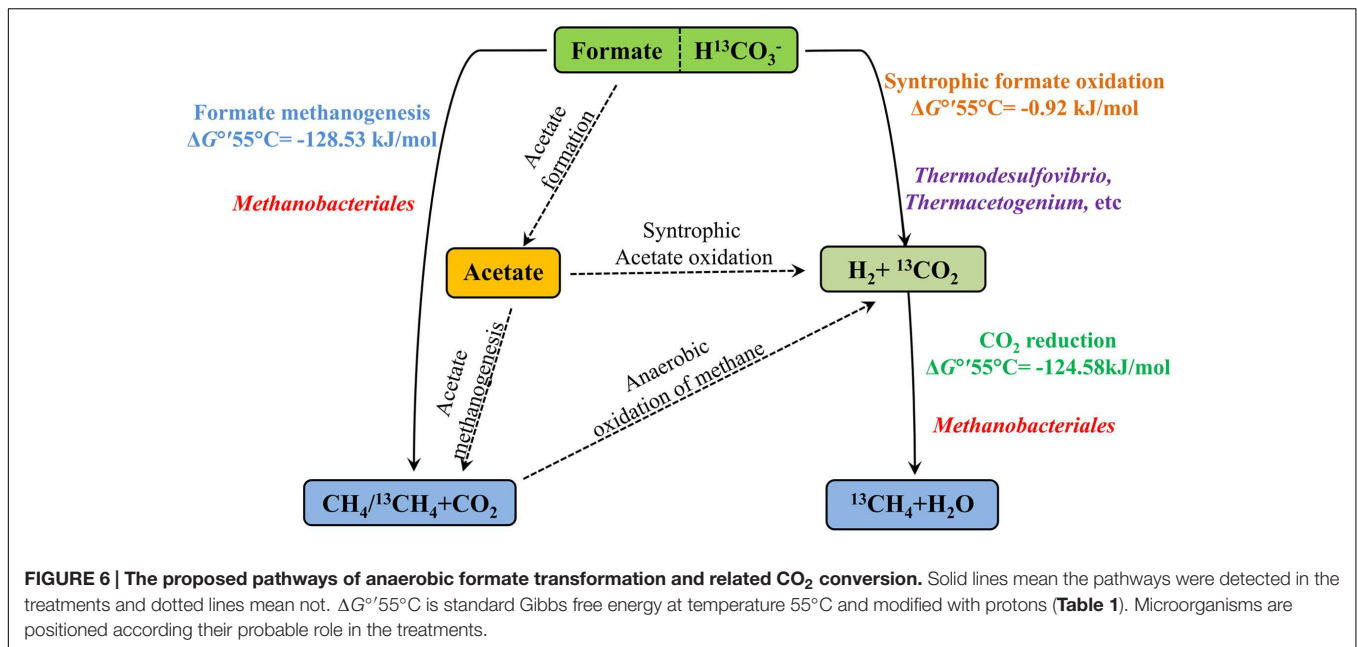 Formate H¹³CO₃⁻
Formate methanogenesis
ΔG°′55°C= -128.53 kJ/mol
Syntrophic formate oxidation
ΔG°′55°C= -0.92 kJ/mol
Acetate
formation
Methanobacteriales
Thermodesulfovibrio,
Thermacetogenium, etc
Syntrophic
Acetate oxidation
Acetate
H₂+ ¹³CO₂
Acetate
methanogenesis
Anaerobic
oxidation of methane
CO₂ reduction
ΔG°′55°C= -124.58kJ/mol
Methanobacteriales
CH₄/¹³CH₄+CO₂
¹³CH₄+H₂O
FIGURE 6 | The proposed pathways of anaerobic formate transformation and related CO₂ conversion. Solid lines mean the pathways were detected in the
treatments and dotted lines mean not. ΔG°′55°C is standard Gibbs free energy at temperature 55°C and modified with protons (Table 1). Microorganisms are
positioned according their probable role in the treatments.